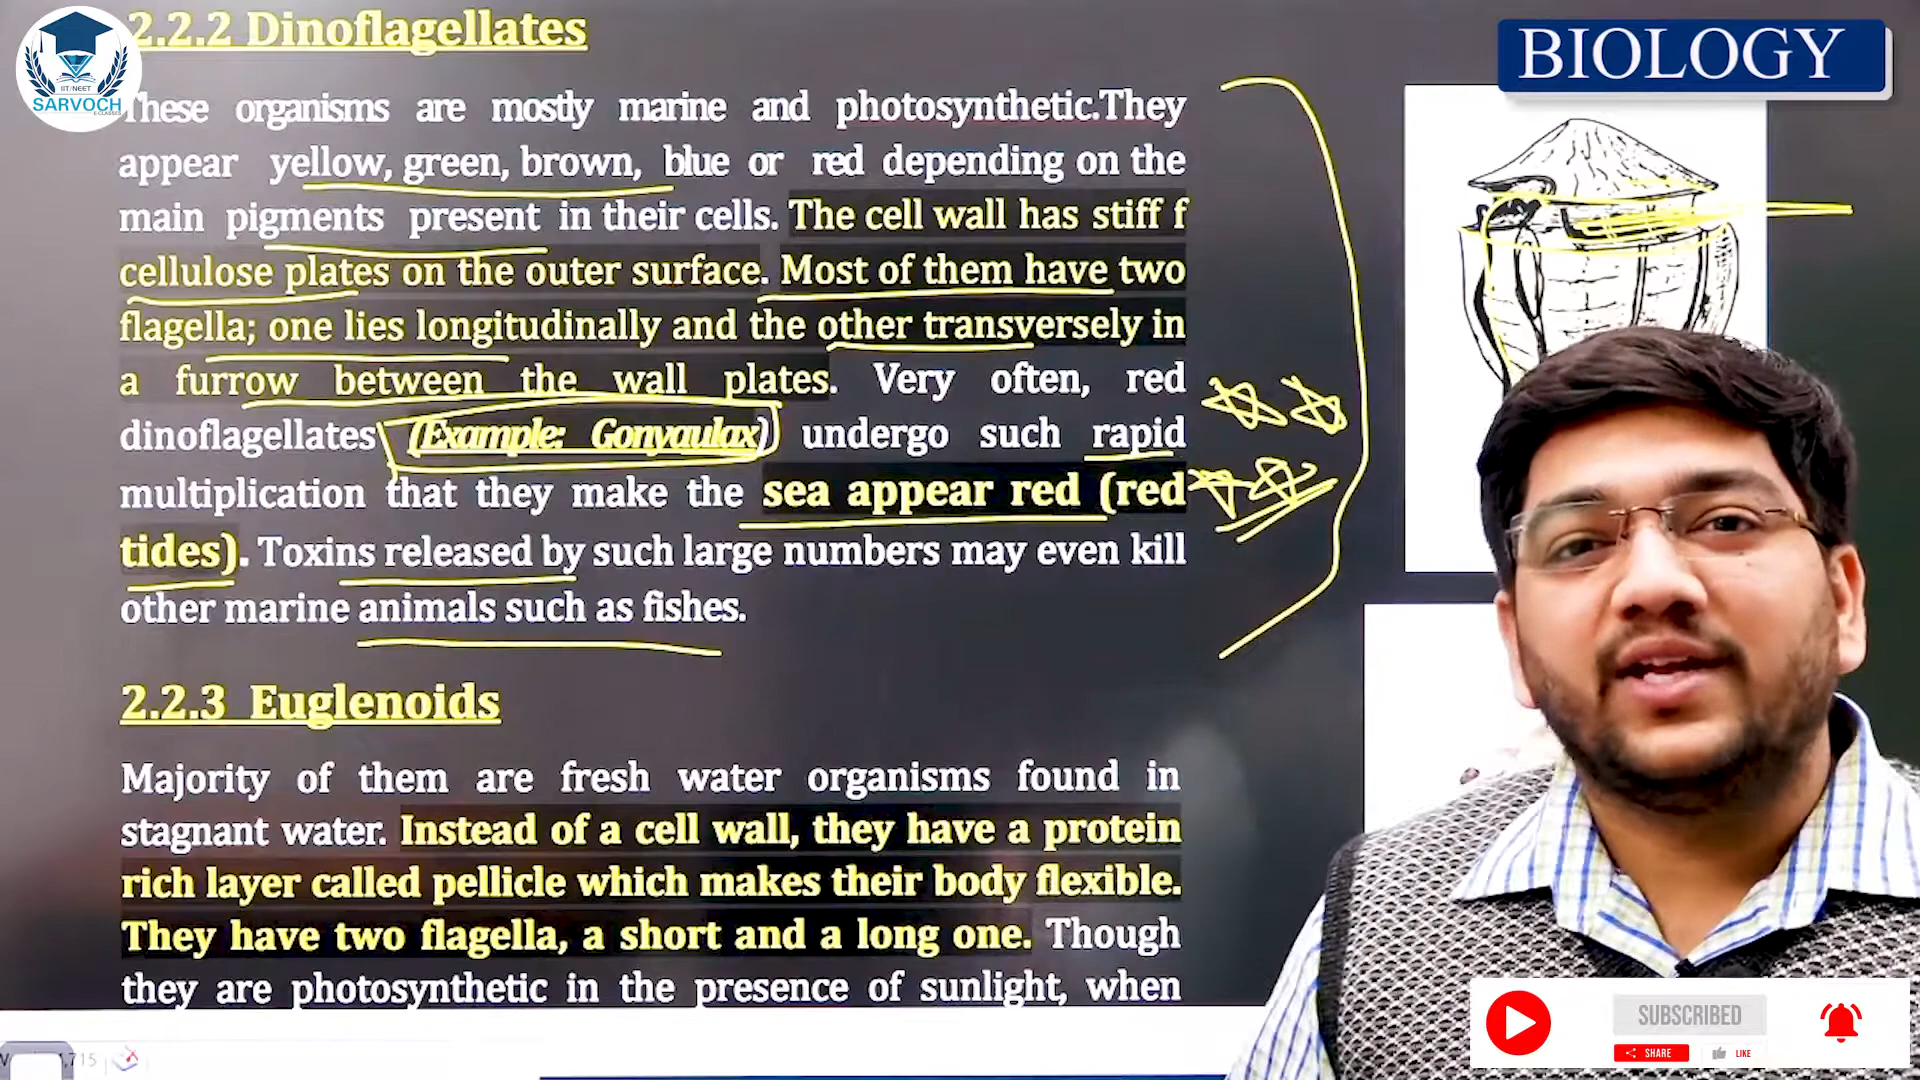 2.2.2 Dinoflagellates
BIOLOGY
IIT/NEET
SARVOCH
E-CLASSES
These organisms are mostly marine and photosynthetic.They
appear yellow, green, brown, blue or red depending on the
main pigments present in their cells. The cell wall has stiff f
cellulose plates on the outer surface. Most of them have two
flagella; one lies longitudinally and the other transversely in
a furrow between the wall plates. Very often, red
dinoflagellates (Example: Gonyaulax) undergo such rapid
multiplication that they make the sea appear red (red
tides). Toxins released by such large numbers may even kill
other marine animals such as fishes.
2.2.3 Euglenoids
Majority of them are fresh water organisms found in
stagnant water. Instead of a cell wall, they have a protein
rich layer called pellicle which makes their body flexible.
They have two flagella, a short and a long one. Though
they are photosynthetic in the presence of sunlight, when
SUBSCRIBED
SHARE
LIKE